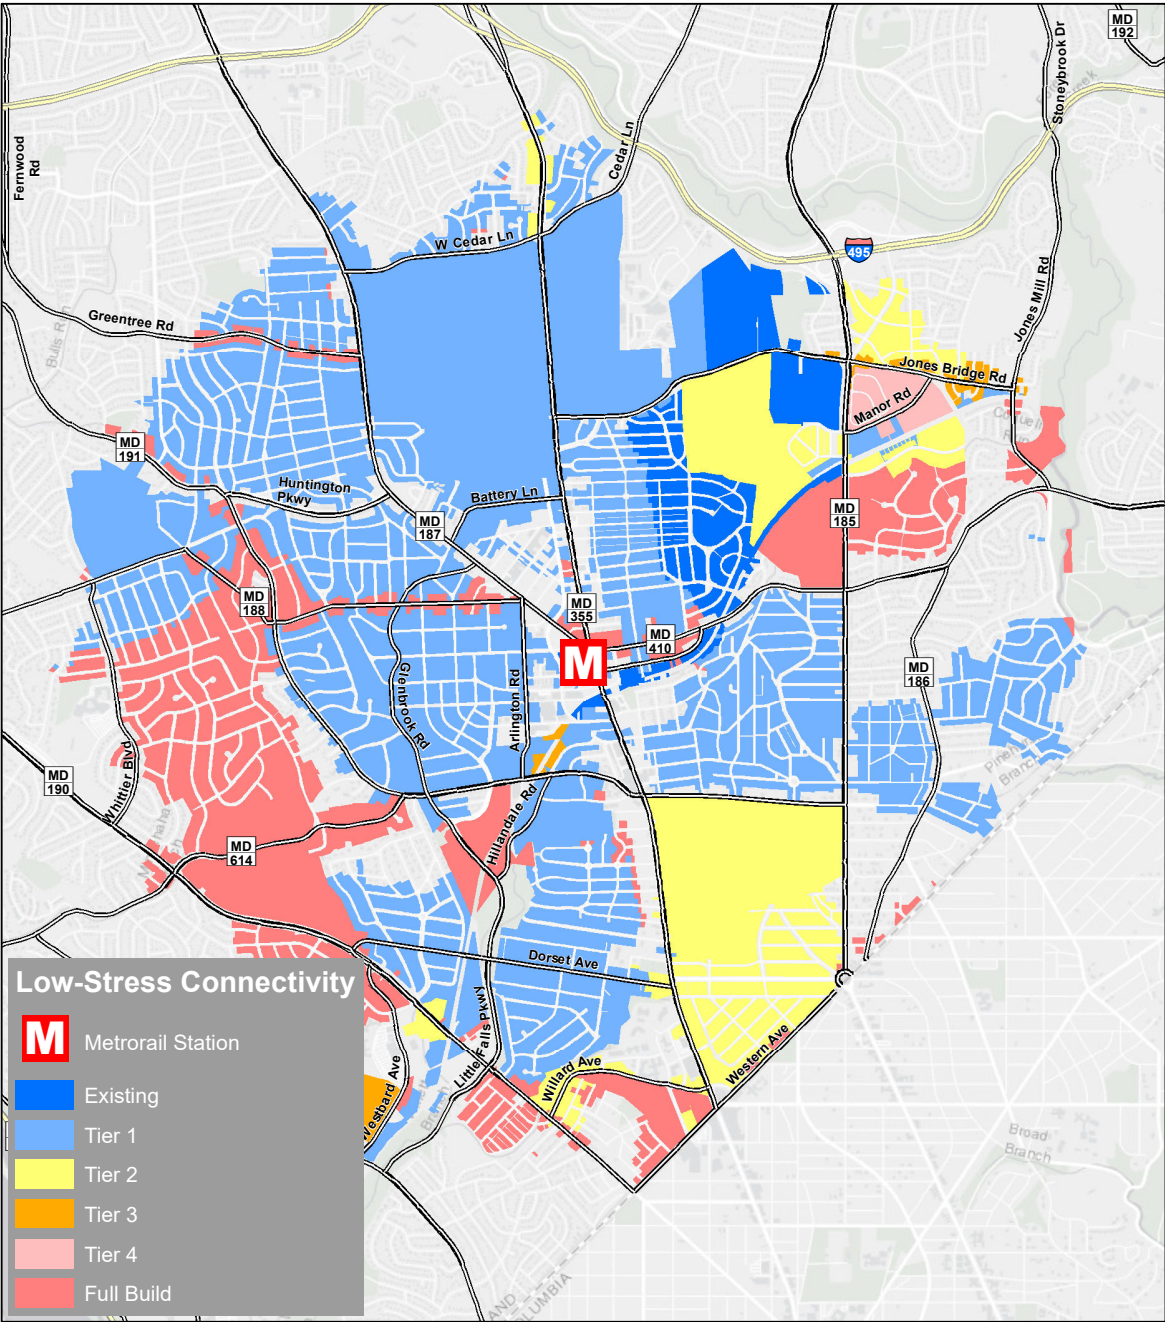 MD
192
Stoneybrook Dr
Fernwood
Rd
Cedar Ln
W Cedar Ln
495
Greentree Rd
Jones Mill Rd
Jones Bridge Rd
Manor Rd
MD
191
Huntington
Pkwy
Battery Ln
MD
187
MD
185
MD
188
MD
355
MD
410
M
MD
186
Glenbrook Rd
Arlington Rd
Whittier Blvd
MD
190
MD
614
Hillandale Rd
Dorset Ave
Little Falls Pkwy
Willard Ave
Western Ave
Westbard Ave
Broad
Branch
Low-Stress Connectivity
M
Metrorail Station
Existing
Tier 1
Tier 2
Tier 3
Tier 4
Full Build